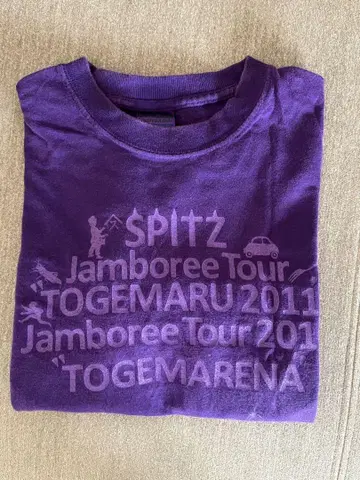 SPITZ
Jamboree Tour
"TOGEMARU 2011
Jamboree Tour 201
"TOGEMARENA